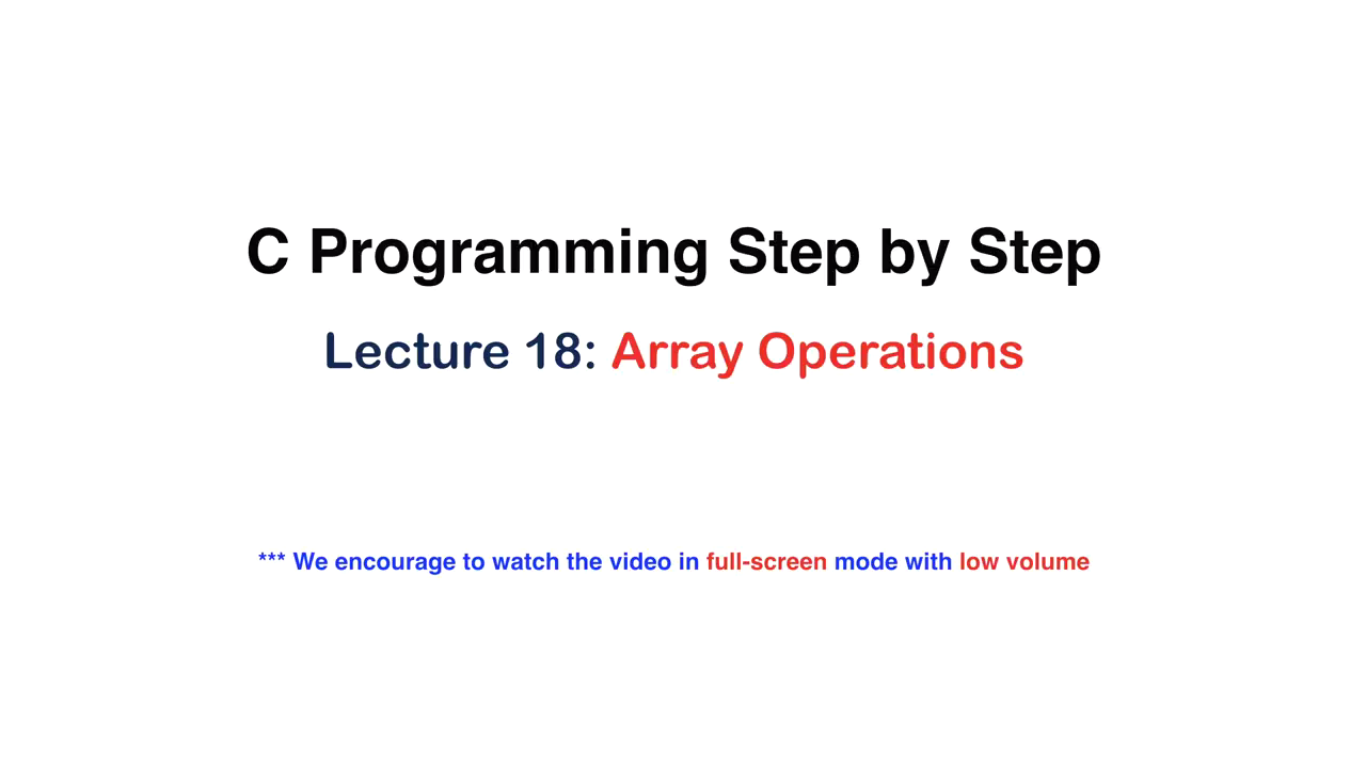 C Programming Step by Step
Lecture 18: Array Operations
*** We encourage to watch the video in full-screen mode with low volume